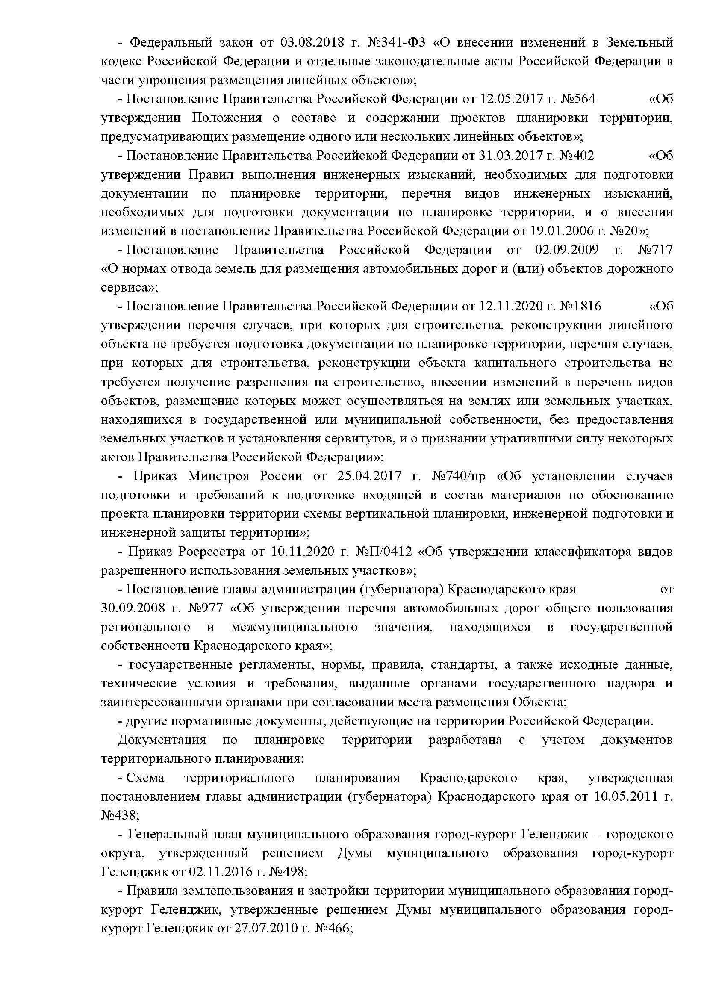 - Федеральный закон от 03.08.2018 г. №341-ФЗ «О внесении изменений в Земельный
кодекс Российской Федерации и отдельные законодательные акты Российской Федерации в
части упрощения размещения линейных объектов»;
- Постановление Правительства Российской Федерации от 12.05.2017 г. №564 «Об
утверждении Положения о составе и содержании проектов планировки территории,
предусматривающих размещение одного или нескольких линейных объектов»;
- Постановление Правительства Российской Федерации от 31.03.2017 г. №402 «Об
утверждении Правил выполнения инженерных изысканий, необходимых для подготовки
документации по планировке территории, перечня видов инженерных изысканий,
необходимых для подготовки документации по планировке территории, и о внесении
изменений в постановление Правительства Российской Федерации от 19.01.2006 г. №20»;
- Постановление Правительства Российской Федерации от 02.09.2009 г. №717
«О нормах отвода земель для размещения автомобильных дорог и (или) объектов дорожного
сервиса»;
- Постановление Правительства Российской Федерации от 12.11.2020 г. №1816 «Об
утверждении перечня случаев, при которых для строительства, реконструкции линейного
объекта не требуется подготовка документации по планировке территории, перечня случаев,
при которых для строительства, реконструкции объекта капитального строительства не
требуется получение разрешения на строительство, внесении изменений в перечень видов
объектов, размещение которых может осуществляться на землях или земельных участках,
находящихся в государственной или муниципальной собственности, без предоставления
земельных участков и установления сервитутов, и о признании утратившими силу некоторых
актов Правительства Российской Федерации»;
- Приказ Минстроя России от 25.04.2017 г. №740/пр «Об установлении случаев
подготовки и требований к подготовке входящей в состав материалов по обоснованию
проекта планировки территории схемы вертикальной планировки, инженерной подготовки и
инженерной защиты территории»;
- Приказ Росреестра от 10.11.2020 г. №П/0412 «Об утверждении классификатора видов
разрешенного использования земельных участков»;
- Постановление главы администрации (губернатора) Краснодарского края от
30.09.2008 г. №977 «Об утверждении перечня автомобильных дорог общего пользования
регионального и межмуниципального значения, находящихся в государственной
собственности Краснодарского края»;
- государственные регламенты, нормы, правила, стандарты, а также исходные данные,
технические условия и требования, выданные органами государственного надзора и
заинтересованными органами при согласовании места размещения Объекта;
- другие нормативные документы, действующие на территории Российской Федерации.
Документация по планировке территории разработана с учетом документов
территориального планирования:
- Схема территориального планирования Краснодарского края, утвержденная
постановлением главы администрации (губернатора) Краснодарского края от 10.05.2011 г.
№438;
- Генеральный план муниципального образования город-курорт Геленджик – городского
округа, утвержденный решением Думы муниципального образования город-курорт
Геленджик от 02.11.2016 г. №498;
- Правила землепользования и застройки территории муниципального образования город-
курорт Геленджик, утвержденные решением Думы муниципального образования город-
курорт Геленджик от 27.07.2010 г. №466;